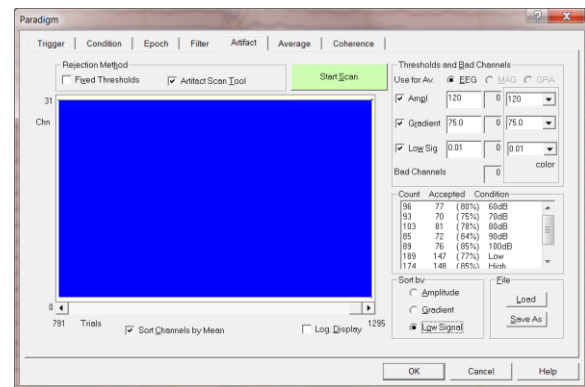 Paradigm
Trigger Condition Epoch Filter Artifact Average Coherence
Rejection Method
Fixed Thresholds Artifact Scan Tool
Start Scan
Thresholds and Bad Channels
Use for Av. EEG MAG GRA
Ampl 120 0 120
Gradient 75.0 0 75.0
Low Sig 0.01 0 0.01
color
Bad Channels 0
31
Chn
0
791 Trials 1295
Sort Channels by Mean Log. Display
Count Accepted Condition
96 77 (80%) 60dB
93 70 (75%) 70dB
103 81 (78%) 80dB
85 72 (84%) 90dB
89 76 (85%) 100dB
189 147 (77%) Low
174 148 (85%) High
Sort by
Amplitude
Gradient
Low Signal
File
Load
Save As
OK Cancel Help